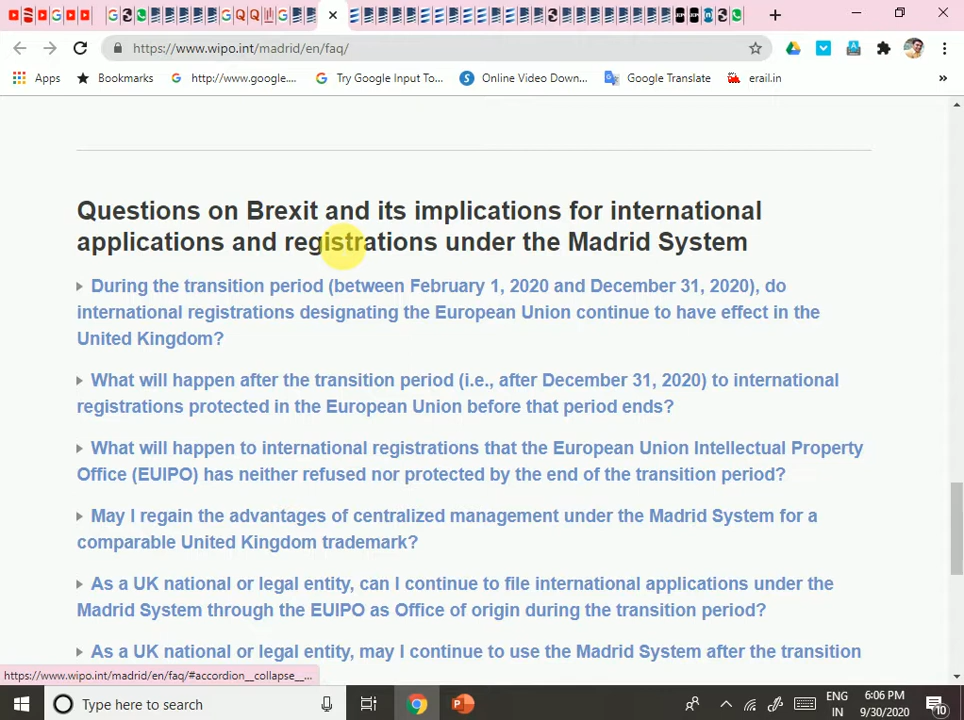 https://www.wipo.int/madrid/en/faq/
Apps
Bookmarks
http://www.google....
Try Google Input To...
Online Video Down...
Google Translate
erail.in
»
Questions on Brexit and its implications for international
applications and registrations under the Madrid System
During the transition period (between February 1, 2020 and December 31, 2020), do
international registrations designating the European Union continue to have effect in the
United Kingdom?
What will happen after the transition period (i.e., after December 31, 2020) to international
registrations protected in the European Union before that period ends?
What will happen to international registrations that the European Union Intellectual Property
Office (EUIPO) has neither refused nor protected by the end of the transition period?
May I regain the advantages of centralized management under the Madrid System for a
comparable United Kingdom trademark?
As a UK national or legal entity, can I continue to file international applications under the
Madrid System through the EUIPO as Office of origin during the transition period?
As a UK national or legal entity, may I continue to use the Madrid System after the transition
https://www.wipo.int/madrid/en/faq/#accordion__collapse__...
Type here to search
ENG
IN
6:06 PM
9/30/2020
10